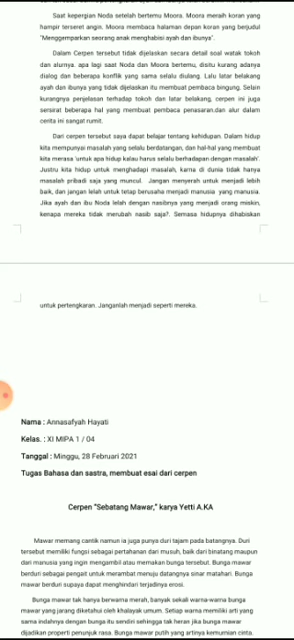 Saat kepergian Noda setelah bertemu Moora. Moora meraih koran yang
hampir terseret angin. Moora membaca halaman depan koran yang berjudul
"Menggemparkan seorang anak menghabisi ayah dan ibunya".
Dalam Cerpen tersebut tidak dijelaskan secara detail soal watak tokoh
dan alurnya. apa lagi saat Noda dan Moora bertemu, disitu kurang adanya
dialog dan beberapa konflik yang sama selalu diulang. Lalu latar belakang
ayah dan ibunya yang tidak dijelaskan itu membuat pembaca bingung. Selain
kurangnya penjelasan terhadap tokoh dan latar belakang, cerpen ini juga
serseirat beberapa hal yang membuat pembaca penasaran.dan alur dalam
cerita ini sangat rumit.
Dari cerpen tersebut saya dapat belajar tentang kehidupan. Dalam hidup
kita mempunyai masalah yang selalu berdatangan, dan hal-hal yang membuat
kita merasa 'untuk apa hidup kalau harus selalu berhadapan dengan masalah'.
Justru kita hidup untuk menghadapi masalah, karna di dunia tidak hanya
masalah pribadi saja yang muncul. Jangan menyerah untuk menjadi lebih
baik, dan jangan lelah untuk tetap berusaha menjadi manusia yang manusia.
Jika ayah dan ibu Noda lelah dengan nasibnya yang menjadi orang miskin,
kenapa mereka tidak merubah nasib saja?. Semasa hidupnya dihabiskan
untuk pertengkaran. Janganlah menjadi seperti mereka.
Nama : Annasafyah Hayati
Kelas. : XI MIPA 1 / 04
Tanggal : Minggu, 28 Februari 2021
Tugas Bahasa dan sastra, membuat esai dari cerpen
Cerpen "Sebatang Mawar," karya Yetti A.KA
Mawar memang cantik namun ia juga punya duri tajam pada batangnya. Duri
tersebut memiliki fungsi sebagai pertahanan dari musuh, baik dari binatang maupun
dari manusia yang ingin mengambil atau memakan bunga tersebut. Bunga mawar
berduri sebagai pengait untuk merambat menuju datangnya sinar matahari. Bunga
mawar berduri supaya dapat menghindari terjadinya erosi.
Bunga mawar tak hanya berwarna merah, banyak sekali warna-warna bunga
mawar yang jarang diketahui oleh khalayak umum. Setiap warna memiliki arti yang
sama indahnya dengan bunga itu sendiri sehingga tak heran jika bunga mawar
dijadikan properti penunjuk rasa. Bunga mawar putih yang artinya kemurnian cinta.